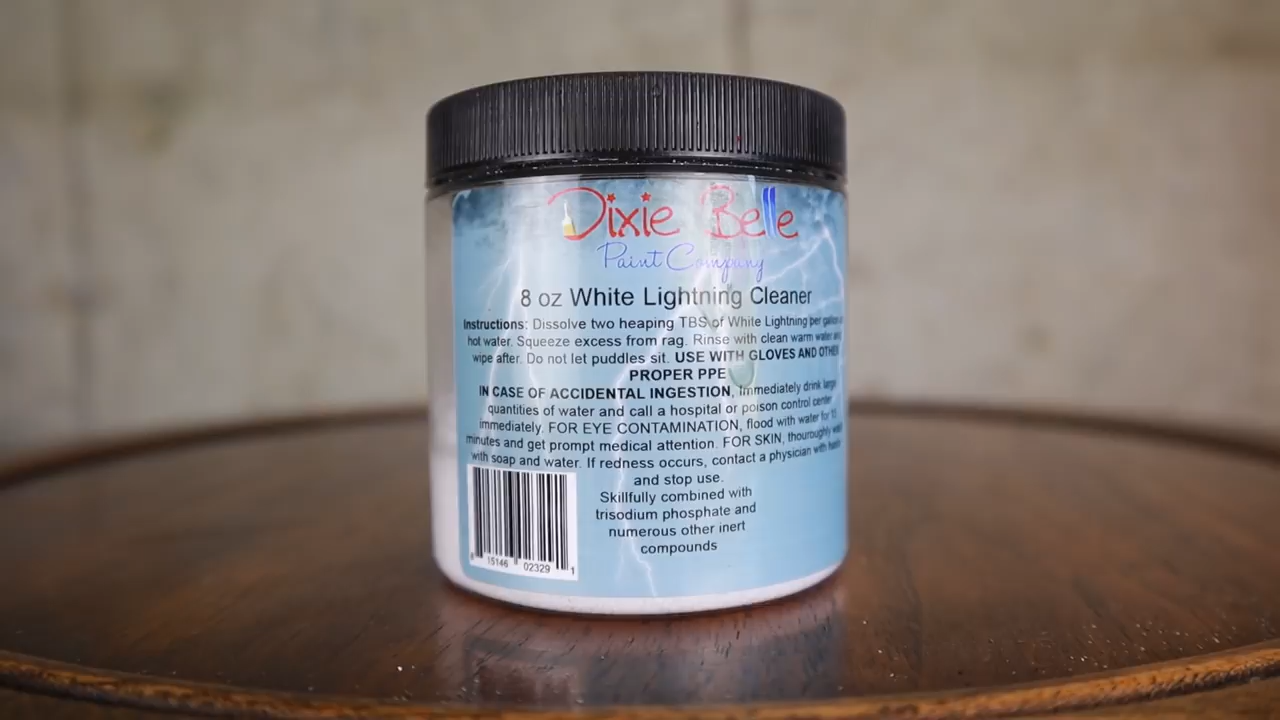 Dixie Belle
Paint Company
8 oz White Lightning Cleaner
Instructions: Dissolve two heaping TBS of White Lightning per gallon
hot water. Squeeze excess from rag. Rinse with clean warm water
wipe after. Do not let puddles sit. USE WITH GLOVES AND OTHER
PROPER PPE
IN CASE OF ACCIDENTAL INGESTION, Immediately drink large
quantities of water and call a hospital or poison control center
immediately. FOR EYE CONTAMINATION, flood with water for 15
minutes and get prompt medical attention. FOR SKIN, thouroughly
with soap and water. If redness occurs, contact a physician with
and stop use.
Skillfully combined with
trisodium phosphate and
numerous other inert
compounds
8 15146 02329 1